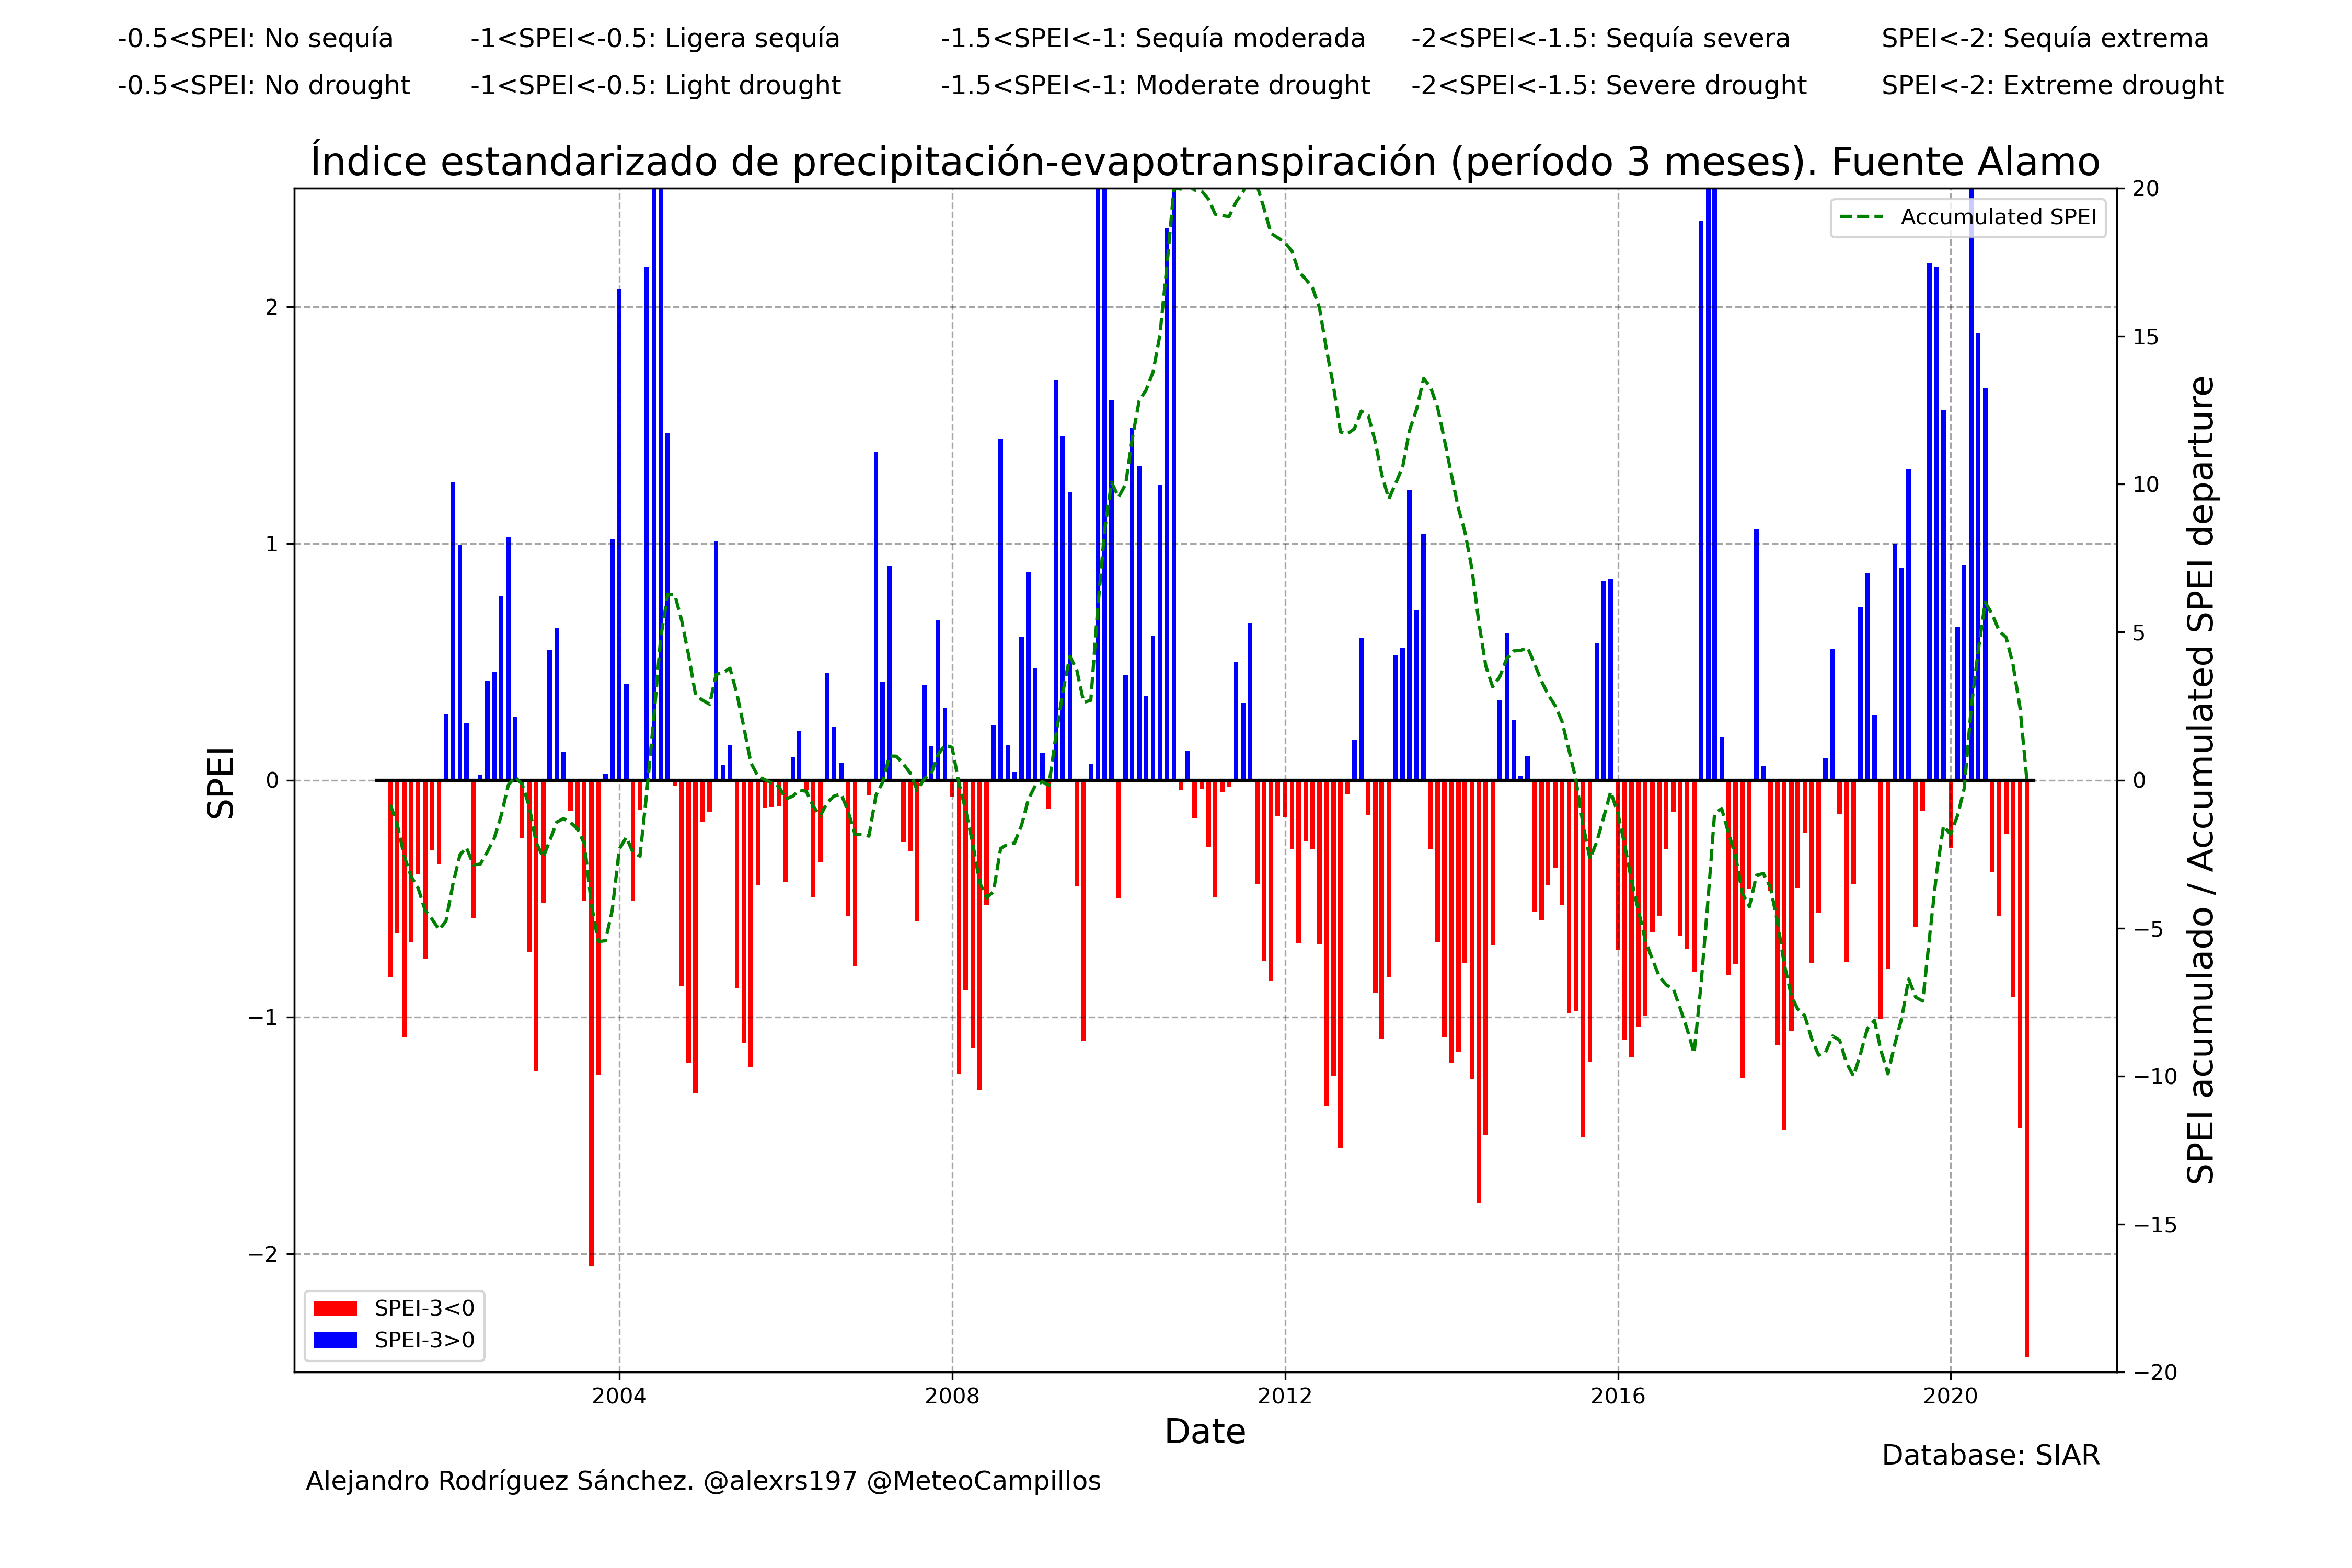 -0.5<SPEI: No sequía -1<SPEI<-0.5: Ligera sequía -1.5<SPEI<-1: Sequía moderada -2<SPEI<-1.5: Sequía severa SPEI<-2: Sequía extrema
-0.5<SPEI: No drought -1<SPEI<-0.5: Light drought -1.5<SPEI<-1: Moderate drought -2<SPEI<-1.5: Severe drought SPEI<-2: Extreme drought
Índice estandarizado de precipitación-evapotranspiración (período 3 meses). Fuente Alamo
Accumulated SPEI
SPEI
2
1
0
−1
−2
20
15
10
5
0
−5
−10
−15
−20
SPEI acumulado / Accumulated SPEI departure
SPEI-3<0
SPEI-3>0
2004 2008 2012 2016 2020
Date
Database: SIAR
Alejandro Rodríguez Sánchez. @alexrs197 @MeteoCampillos